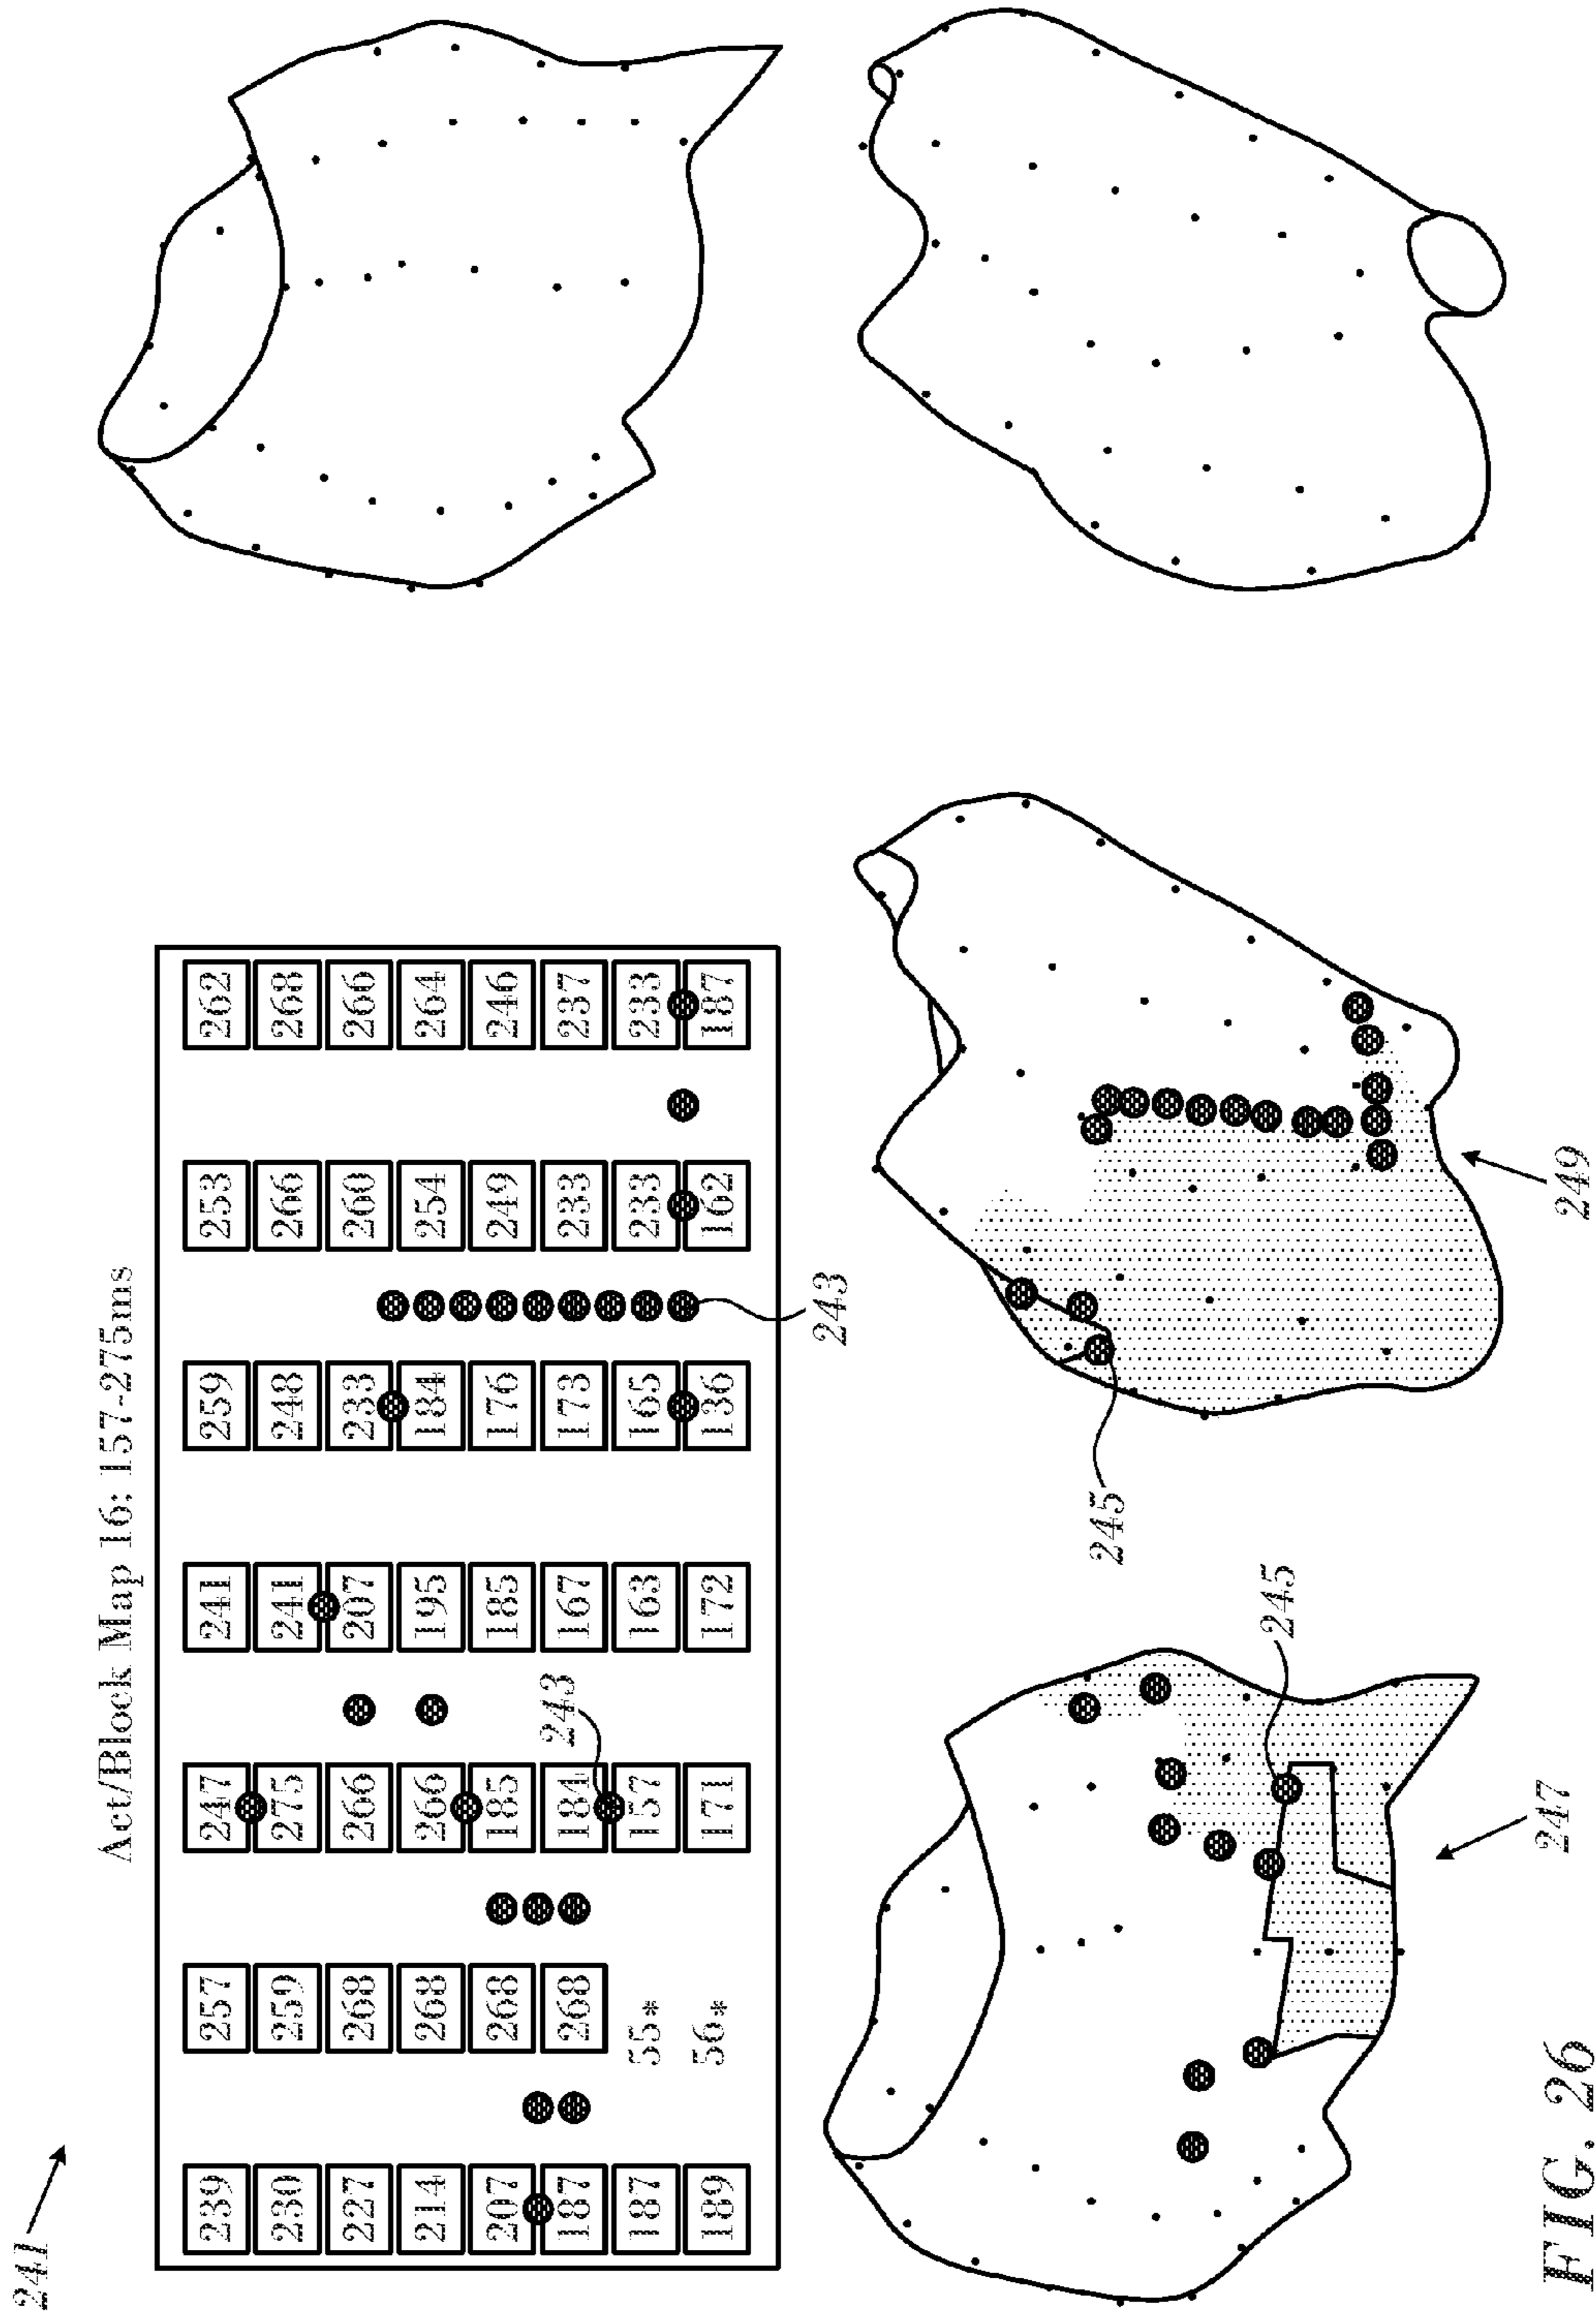 241
Act/Block Map 16: 157-275ms
239 257 247 241 259 253 262
230 259 275 241 248 266 268
227 268 266 207 233 260 266
214 268 266 195 184 254 264
207 268 185 185 176 249 246
243
187 268 184 167 173 233 237
187 55* 157 163 165 233 233
189 56* 171 172 136 162 187
243
245
245
247
249
FIG. 26